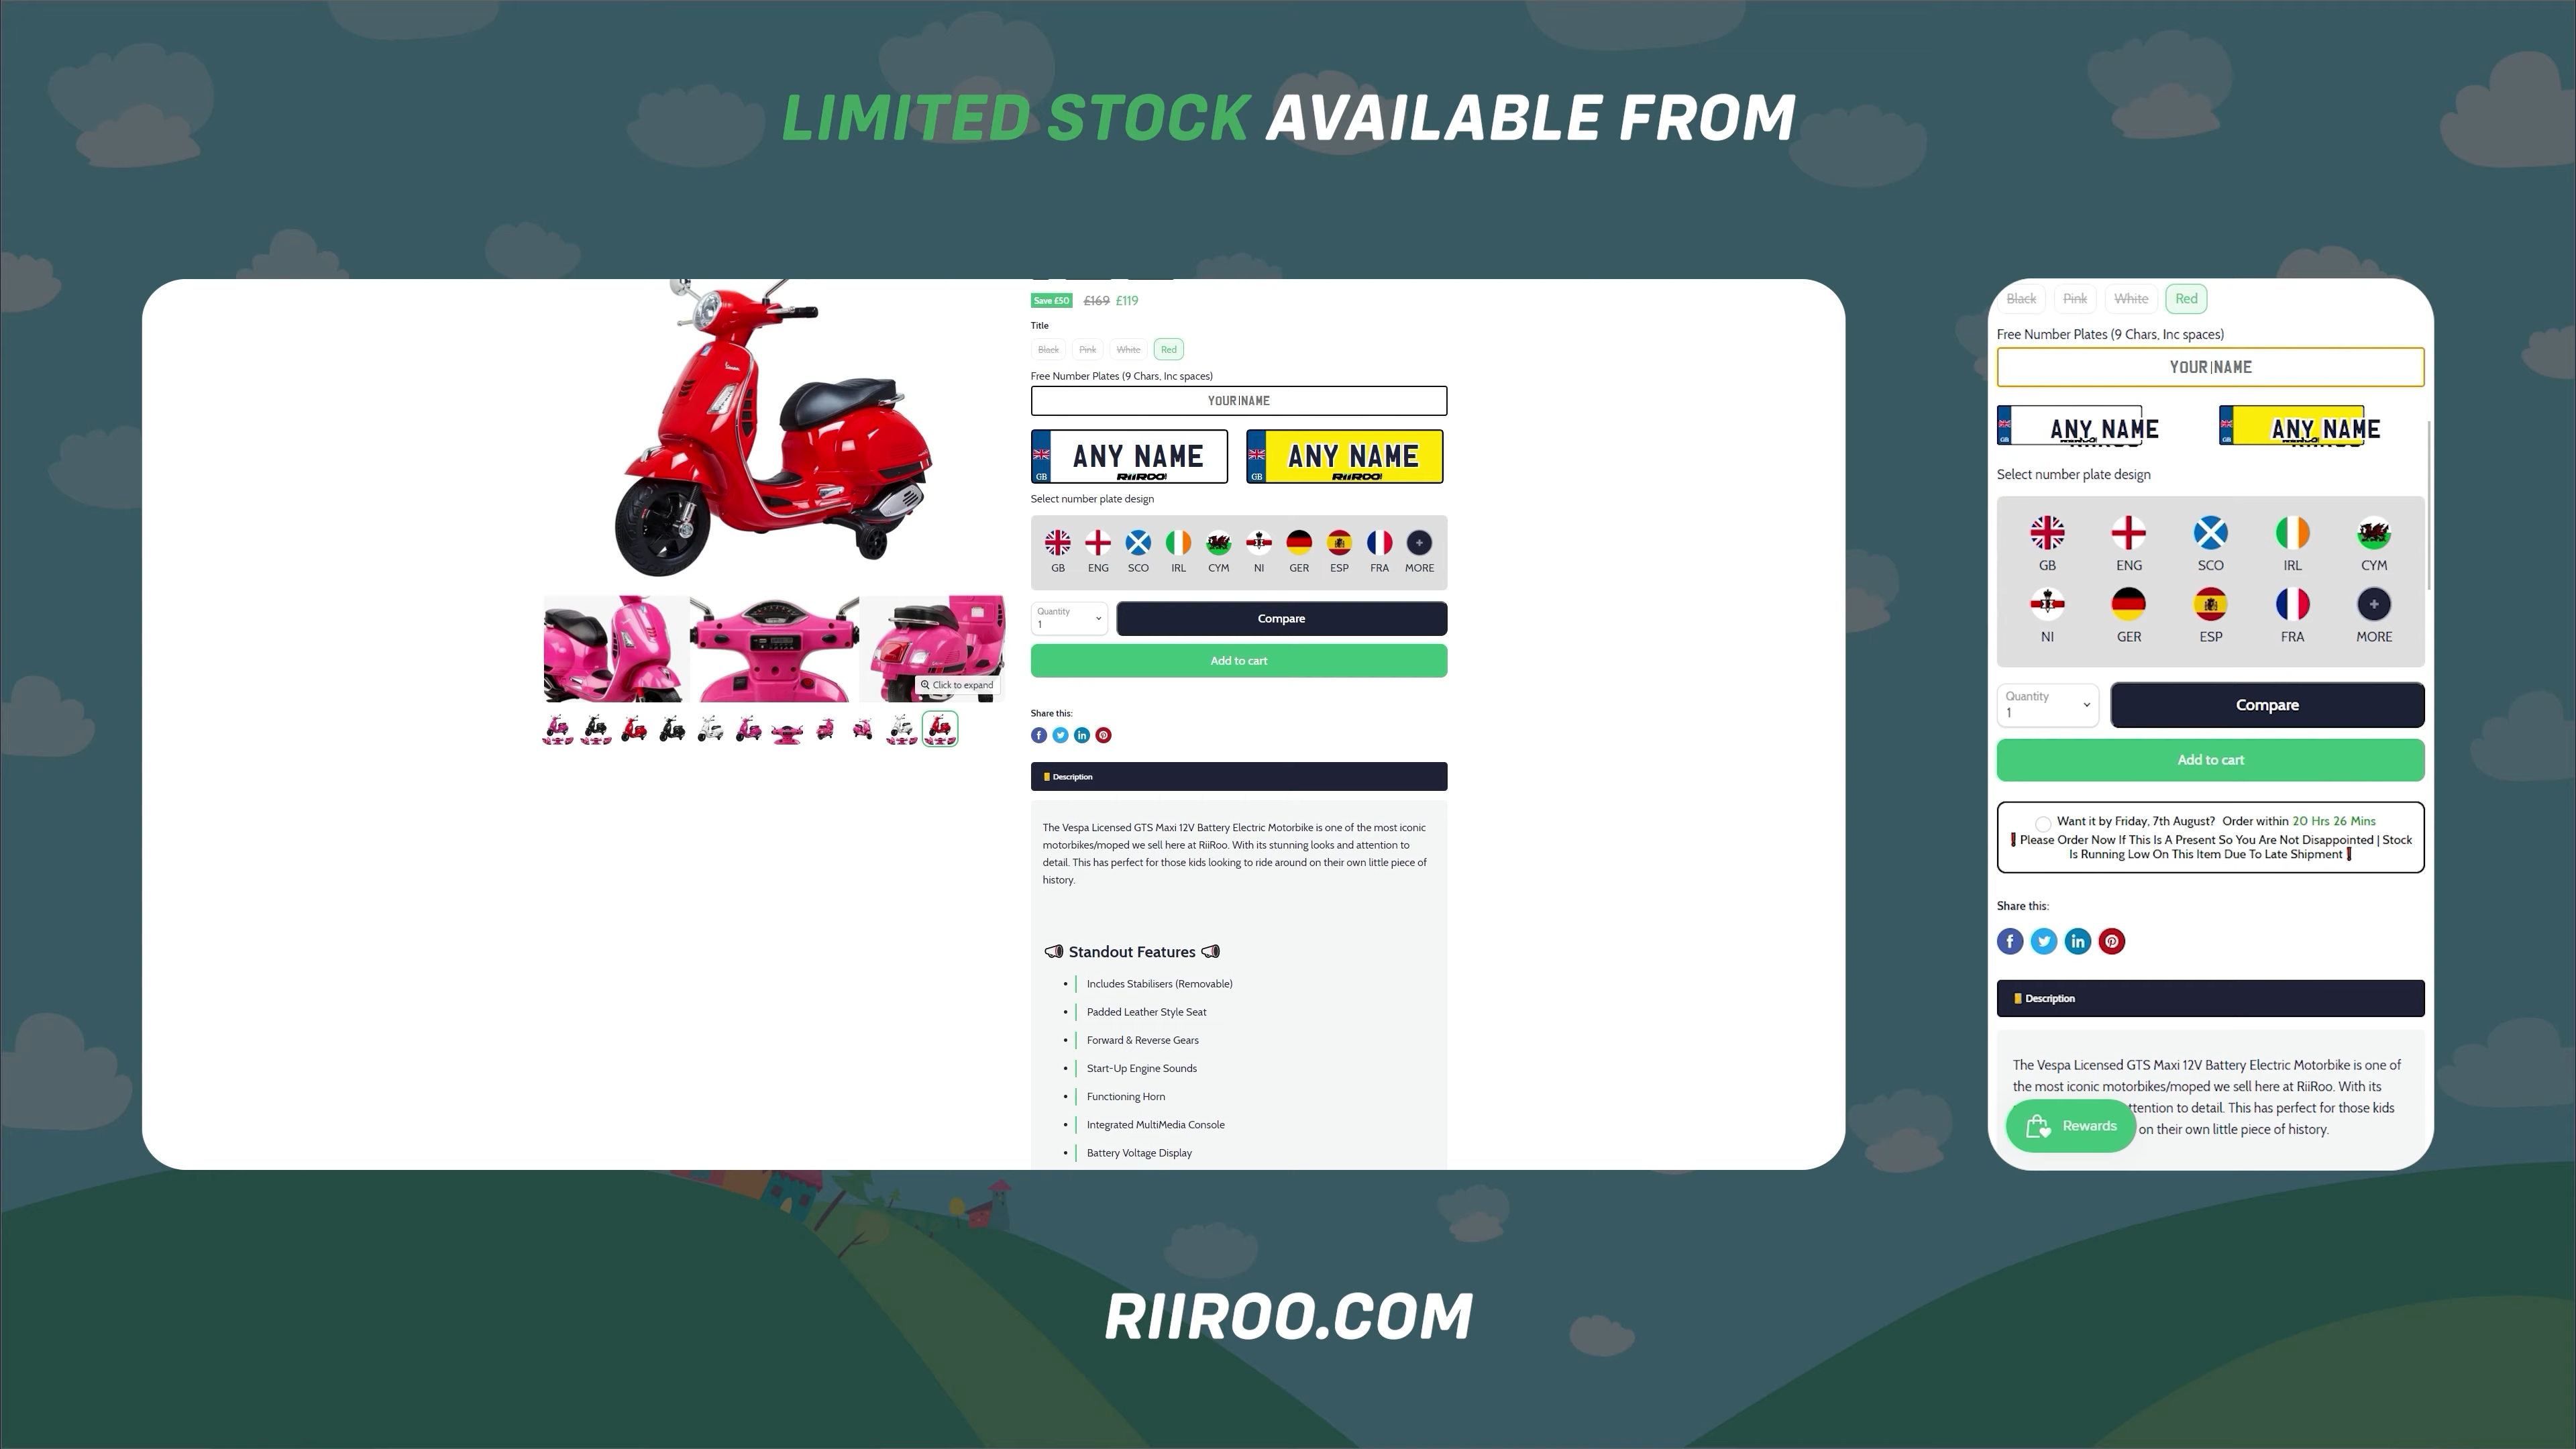 LIMITED STOCK AVAILABLE FROM
Save £50 £169 £119
Title
Black Pink White Red
Free Number Plates (9 Chars, Inc spaces)
YOUR NAME
GB ANY NAME RiiROO GB ANY NAME RiiROO
Select number plate design
GB ENG SCO IRL CYM NI GER ESP FRA MORE
Quantity
1
Compare
Add to cart
Click to expand
Share this:
Description
The Vespa Licensed GTS Maxi 12V Battery Electric Motorbike is one of the most iconic
motorbikes/moped we sell here at RiiRoo. With its stunning looks and attention to
detail. This has perfect for those kids looking to ride around on their own little piece of
history.
Standout Features
Includes Stabilisers (Removable)
Padded Leather Style Seat
Forward & Reverse Gears
Start-Up Engine Sounds
Functioning Horn
Integrated MultiMedia Console
Battery Voltage Display
Black Pink White Red
Free Number Plates (9 Chars, Inc spaces)
YOUR NAME
GB ANY NAME GB ANY NAME
Select number plate design
GB ENG SCO IRL CYM
NI GER ESP FRA MORE
Quantity
1
Compare
Add to cart
Want it by Friday, 7th August? Order within 20 Hrs 26 Mins
❗Please Order Now If This Is A Present So You Are Not Disappointed | Stock
Is Running Low On This Item Due To Late Shipment❗
Share this:
Description
The Vespa Licensed GTS Maxi 12V Battery Electric Motorbike is one of
the most iconic motorbikes/moped we sell here at RiiRoo. With its
attention to detail. This has perfect for those kids
on their own little piece of history.
Rewards
RIIROO.COM